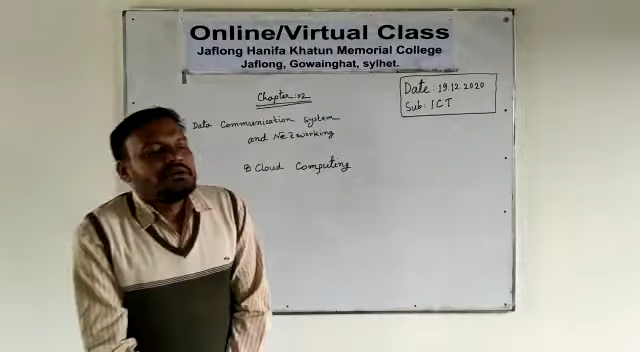 Online/Virtual Class
Jaflong Hanifa Khatun Memorial College
Jaflong, Gowainghat, sylhet.
Date: 19.12.2020
Sub: ICT
Chapter:02
Data Communication System
and Networking
Cloud Computing